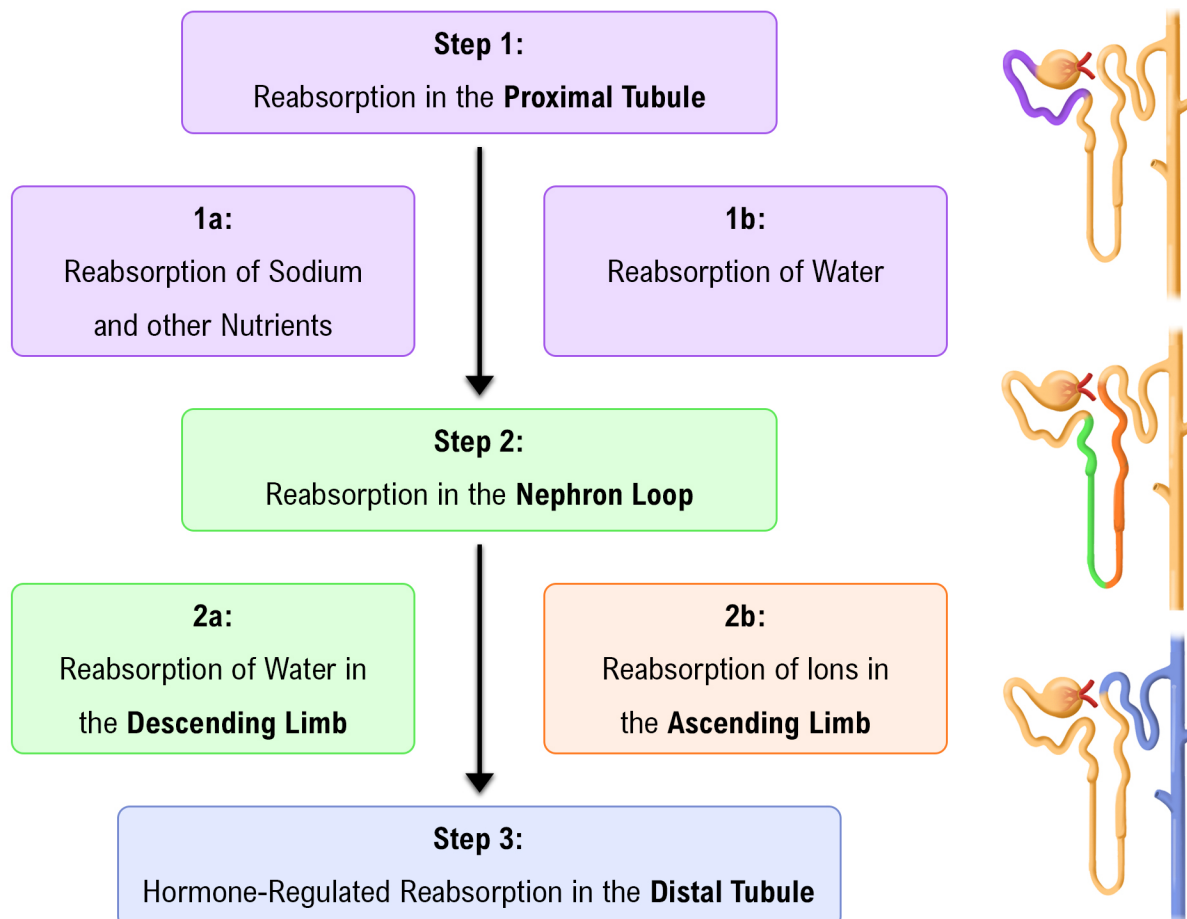 Step 1:
Reabsorption in the Proximal Tubule
1a:
Reabsorption of Sodium
and other Nutrients
1b:
Reabsorption of Water
Step 2:
Reabsorption in the Nephron Loop
2a:
Reabsorption of Water in
the Descending Limb
2b:
Reabsorption of Ions in
the Ascending Limb
Step 3:
Hormone-Regulated Reabsorption in the Distal Tubule